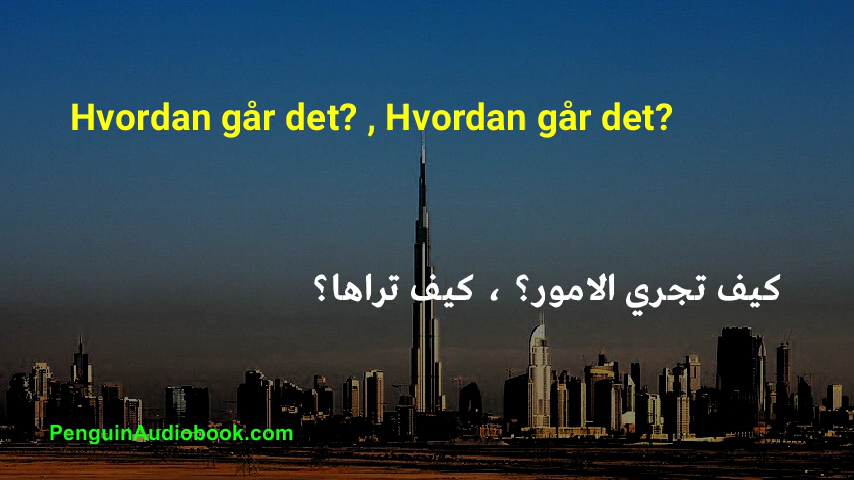 Hvordan går det? , Hvordan går det?
كيف تجري الامور؟ ، كيف تراها؟
PenguinAudiobook.com